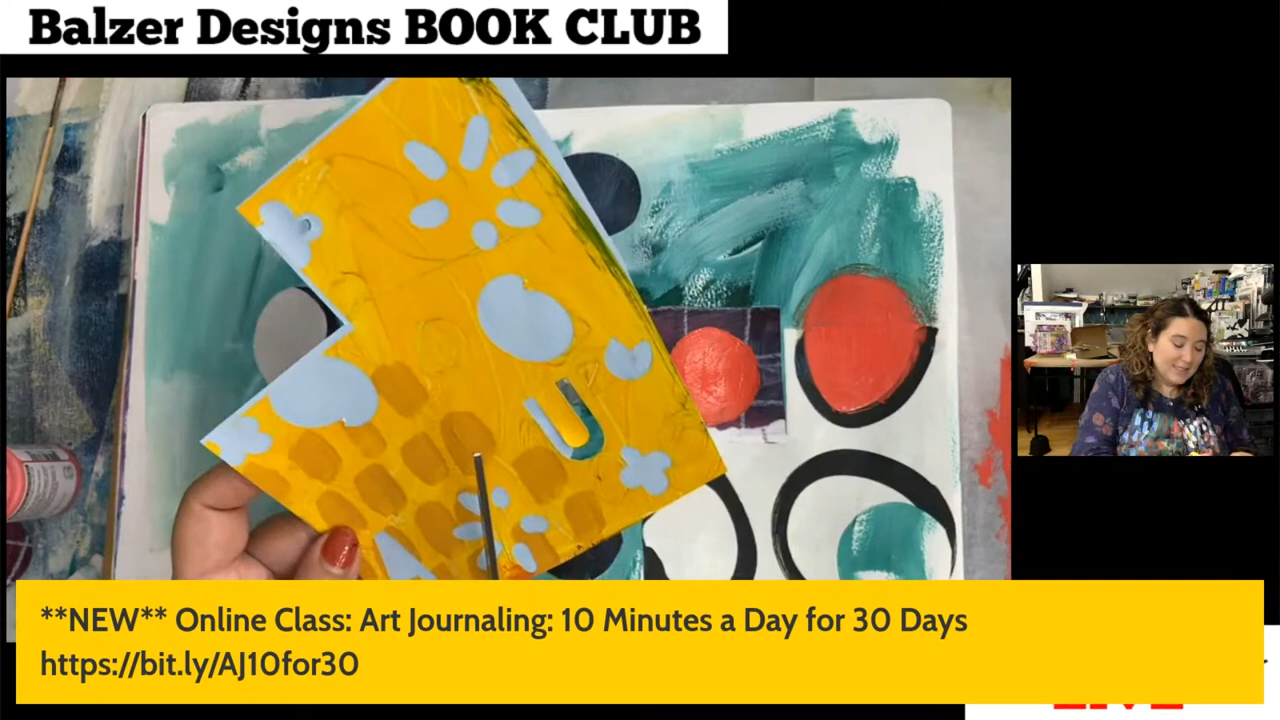 Balzer Designs BOOK CLUB
**NEW** Online Class: Art Journaling: 10 Minutes a Day for 30 Days
https://bit.ly/AJ10for30